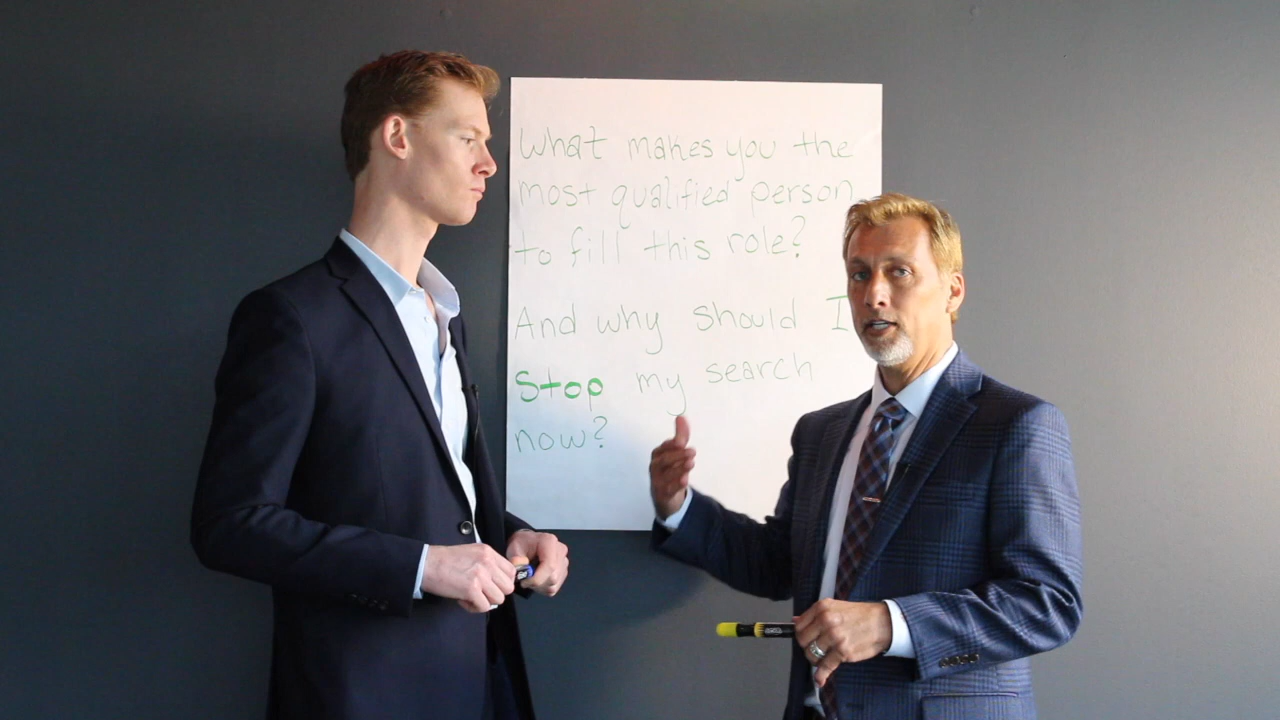 What makes you the
most qualified person
to fill this role?
And why should I
Stop my search
now?